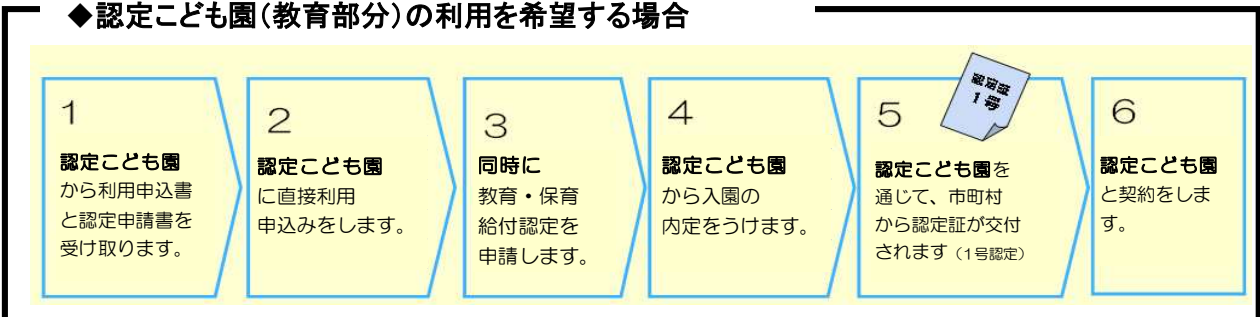 ◆認定こども園(教育部分)の利用を希望する場合
1
認定こども園
から利用申込書
と認定申請書を
受け取ります。
2
認定こども園
に直接利用
申込みをします。
3
同時に
教育・保育
給付認定を
申請します。
4
認定こども園
から入園の
内定をうけます。
認定証
1号
5
認定こども園を
通じて、市町村
から認定証が交付
されます(1号認定)
6
認定こども園
と契約をしま
す。